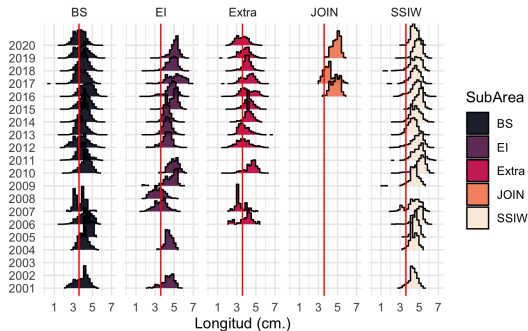 BS EI Extra JOIN SSIW
2020
2019
2018
2017
2016
2015
2014
2013
2012
2011
2010
2009
2008
2007
2006
2005
2004
2003
2002
2001
1 3 5 7 1 3 5 7 1 3 5 7 1 3 5 7 1 3 5 7
Longitud (cm.)
SubArea
BS
EI
Extra
JOIN
SSIW